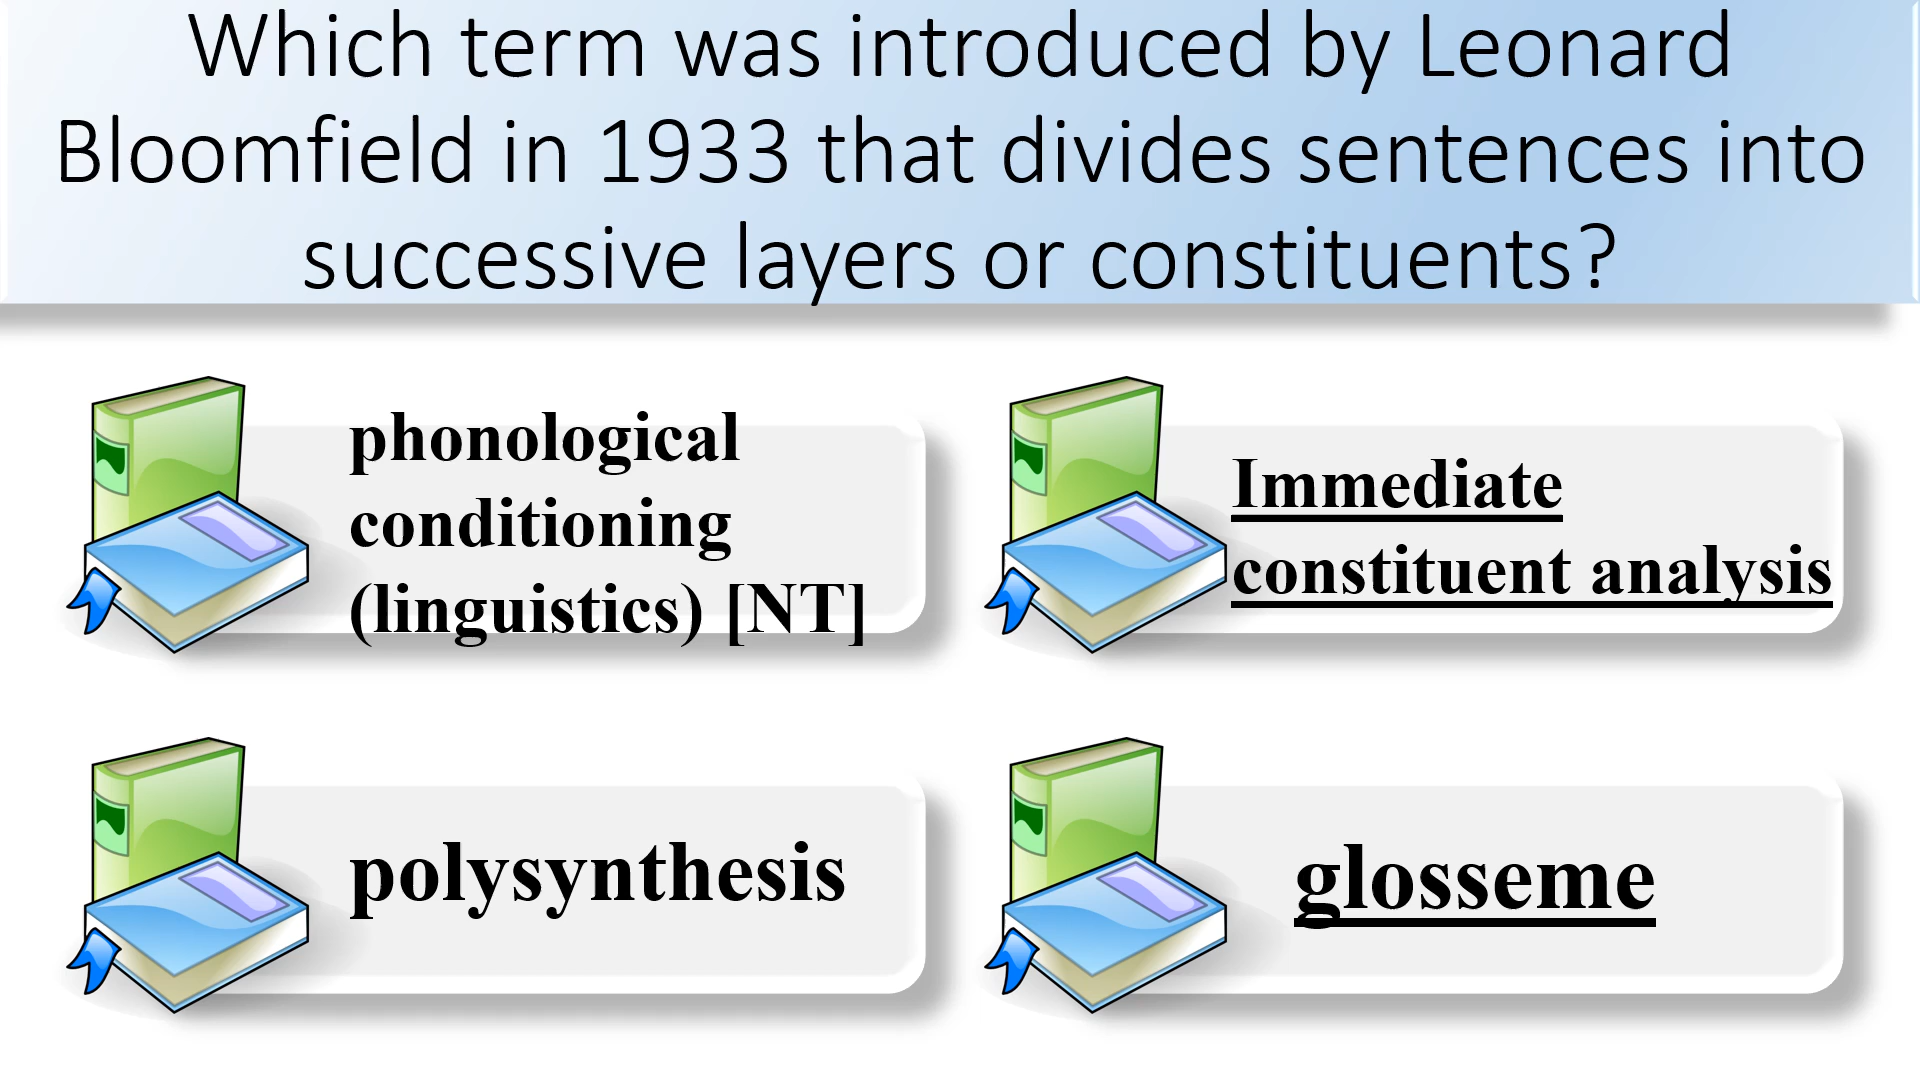 Which term was introduced by Leonard
Bloomfield in 1933 that divides sentences into
successive layers or constituents?
phonological
conditioning
(linguistics) [NT]
Immediate
constituent analysis
polysynthesis
glosseme